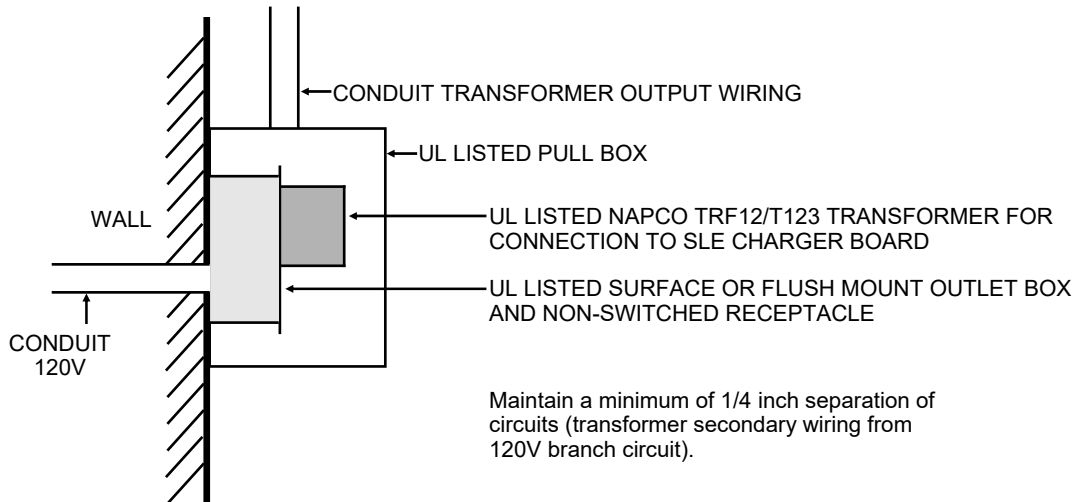 CONDUIT TRANSFORMER OUTPUT WIRING
UL LISTED PULL BOX
WALL
UL LISTED NAPCO TRF12/T123 TRANSFORMER FOR
CONNECTION TO SLE CHARGER BOARD
UL LISTED SURFACE OR FLUSH MOUNT OUTLET BOX
AND NON-SWITCHED RECEPTACLE
CONDUIT
120V
Maintain a minimum of 1/4 inch separation of
circuits (transformer secondary wiring from
120V branch circuit).